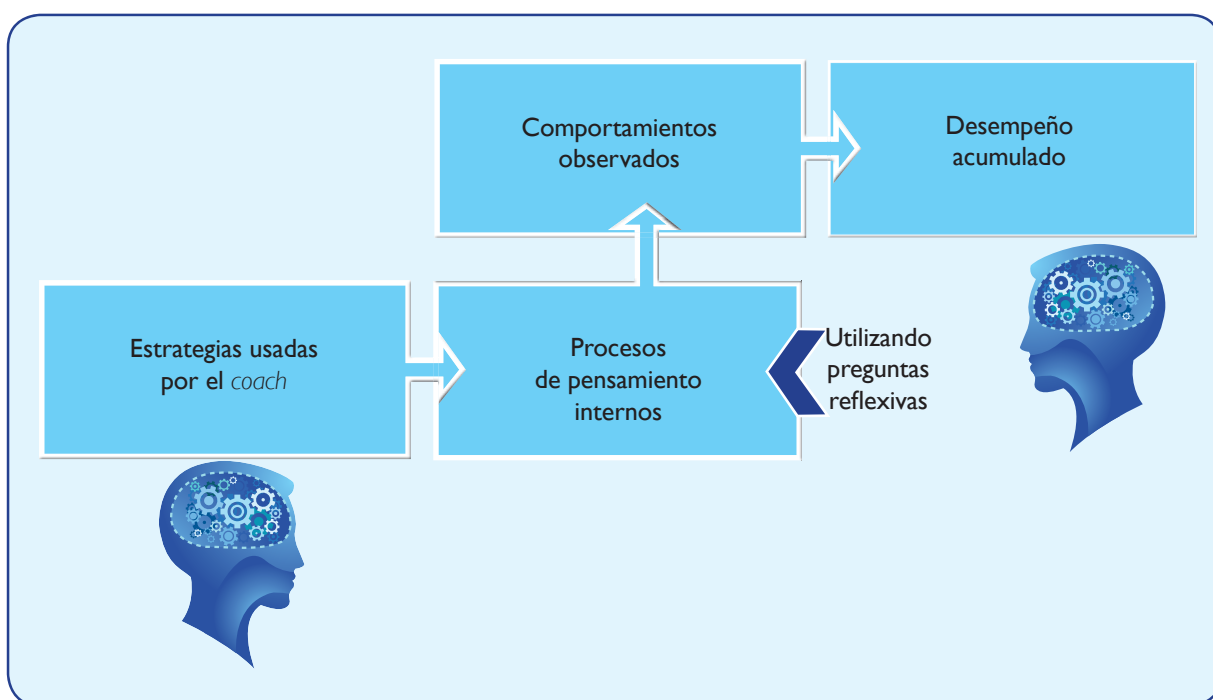 Comportamientos
observados
Desempeño
acumulado
Estrategias usadas
por el coach
Procesos
de pensamiento
internos
Utilizando
preguntas
reflexivas